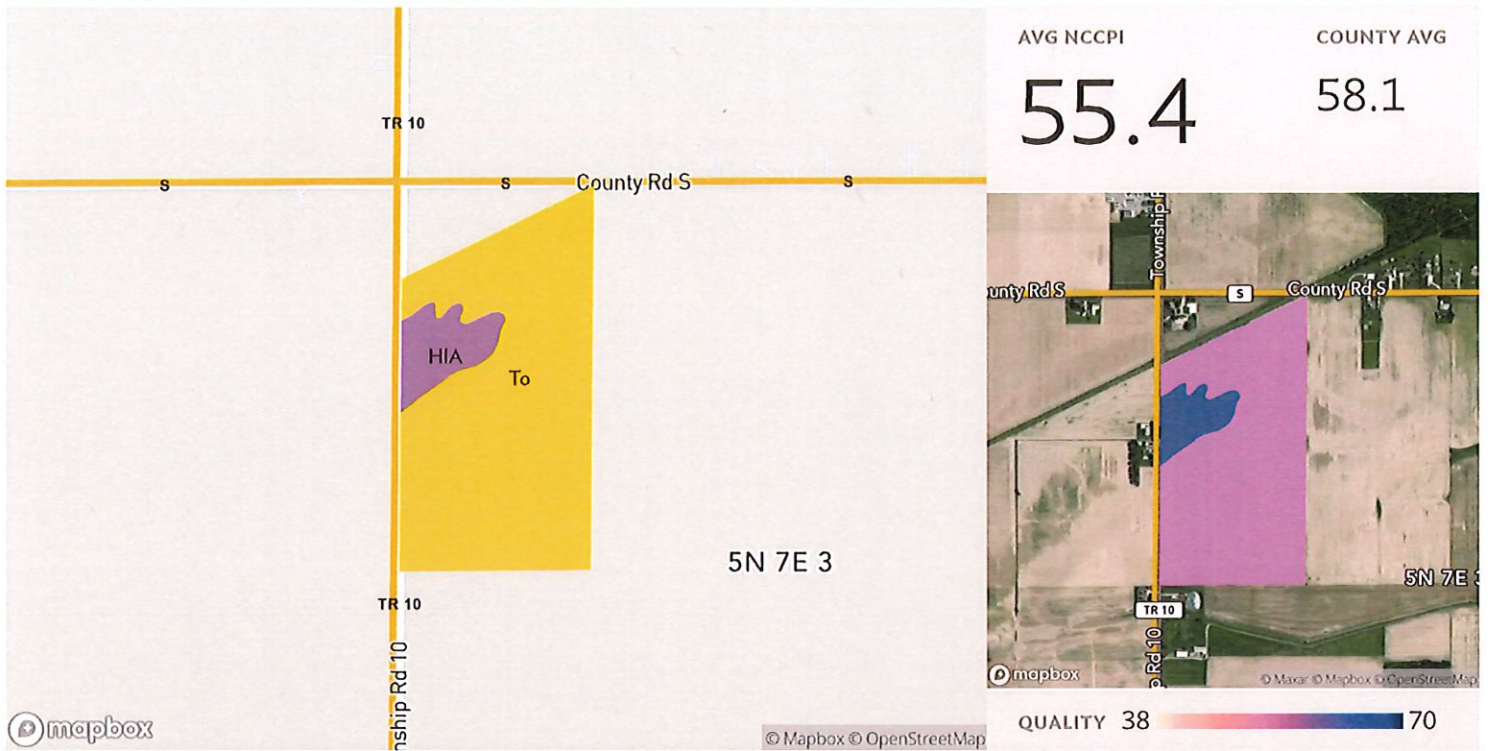 TR 10
S
S
County Rd S
S
HIA
To
5N 7E 3
TR 10
nship Rd 10
mapbox
© Mapbox © OpenStreetMap
AVG NCCPI
COUNTY AVG
55.4
58.1
Township R
unty Rd S
S
County Rd S
5N 7E 3
TR 10
p Rd 10
mapbox
© Maxar © Mapbox © OpenStreetMap
QUALITY 38
70